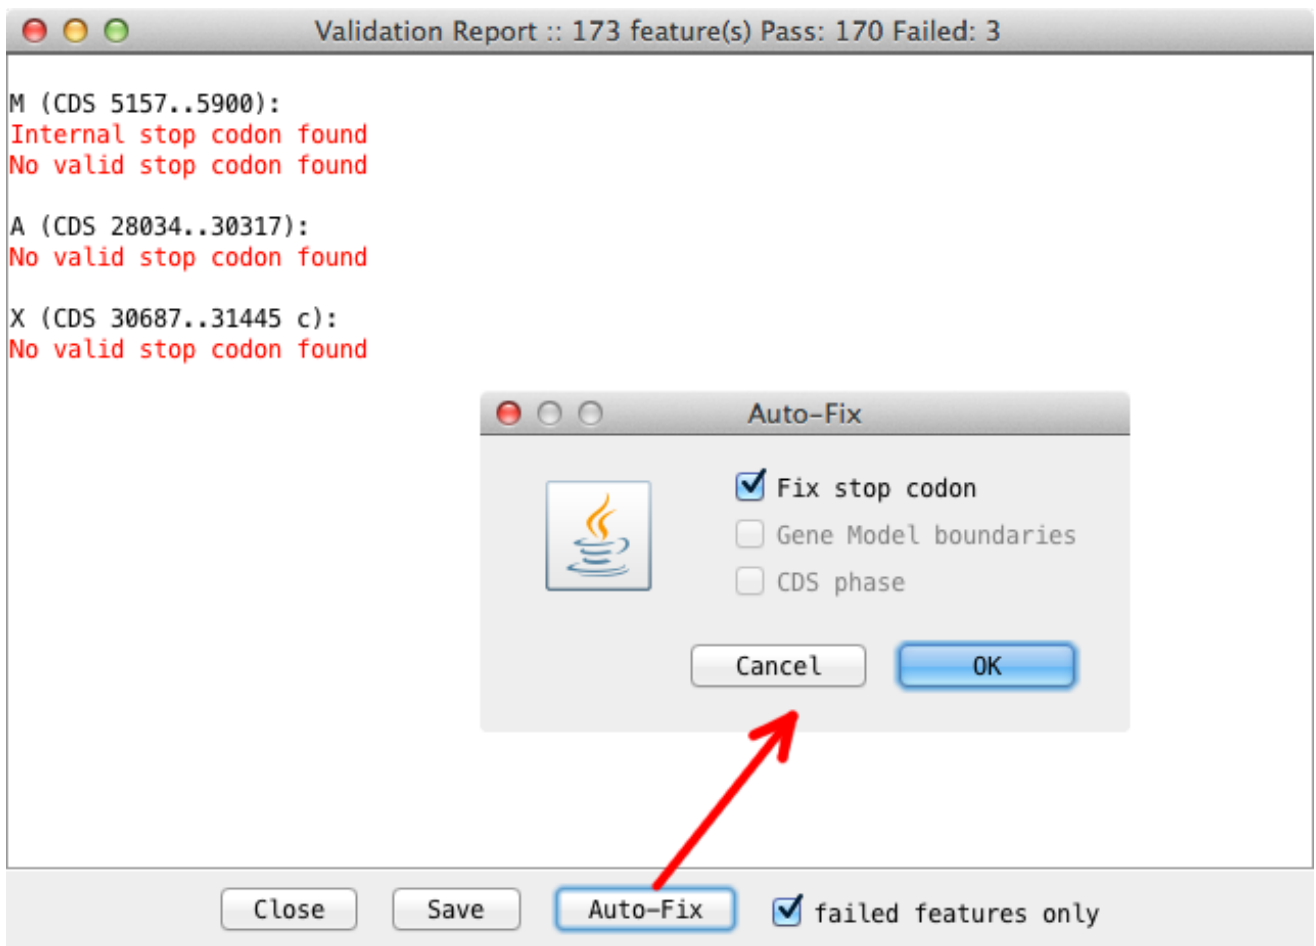 Validation Report :: 173 feature(s) Pass: 170 Failed: 3
M (CDS 5157..5900):
Internal stop codon found
No valid stop codon found
A (CDS 28034..30317):
No valid stop codon found
X (CDS 30687..31445 c):
No valid stop codon found
Auto-Fix
Fix stop codon
Gene Model boundaries
CDS phase
Cancel OK
Close Save Auto-Fix failed features only